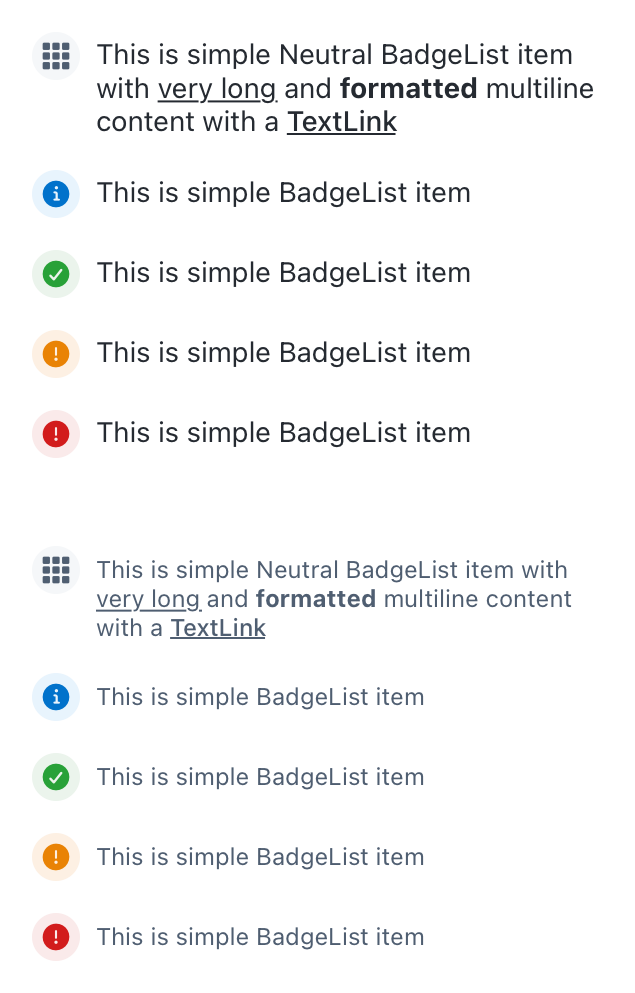 This is simple Neutral BadgeList item
with very long and formatted multiline
content with a TextLink
This is simple BadgeList item
This is simple BadgeList item
This is simple BadgeList item
This is simple BadgeList item
This is simple Neutral BadgeList item with
very long and formatted multiline content
with a TextLink
This is simple BadgeList item
This is simple BadgeList item
This is simple BadgeList item
This is simple BadgeList item